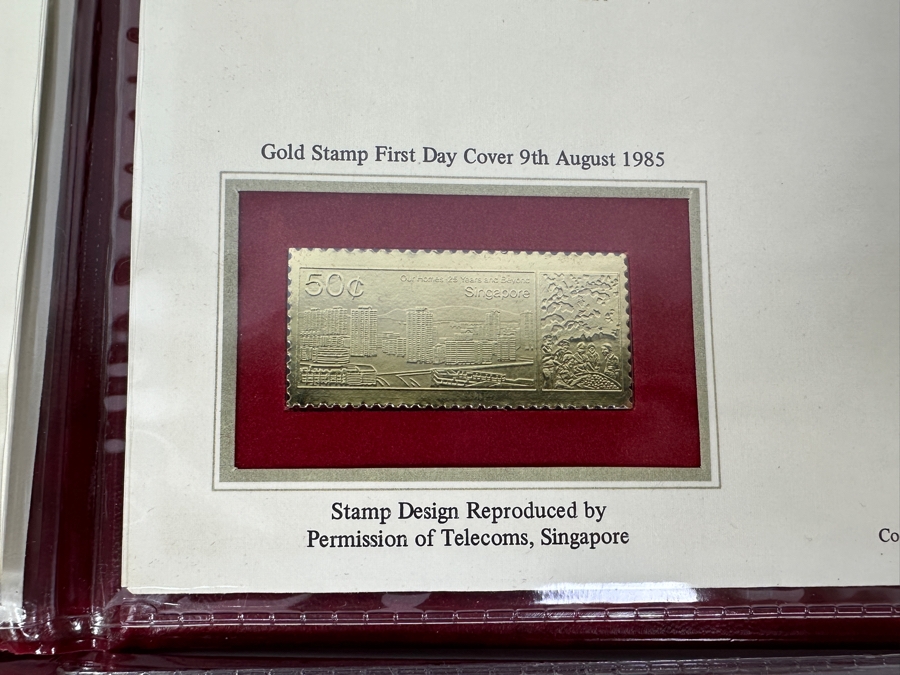 Gold Stamp First Day Cover 9th August 1985
50¢
Our Homes 25 Years and Beyond
Singapore
Stamp Design Reproduced by
Permission of Telecoms, Singapore
Co